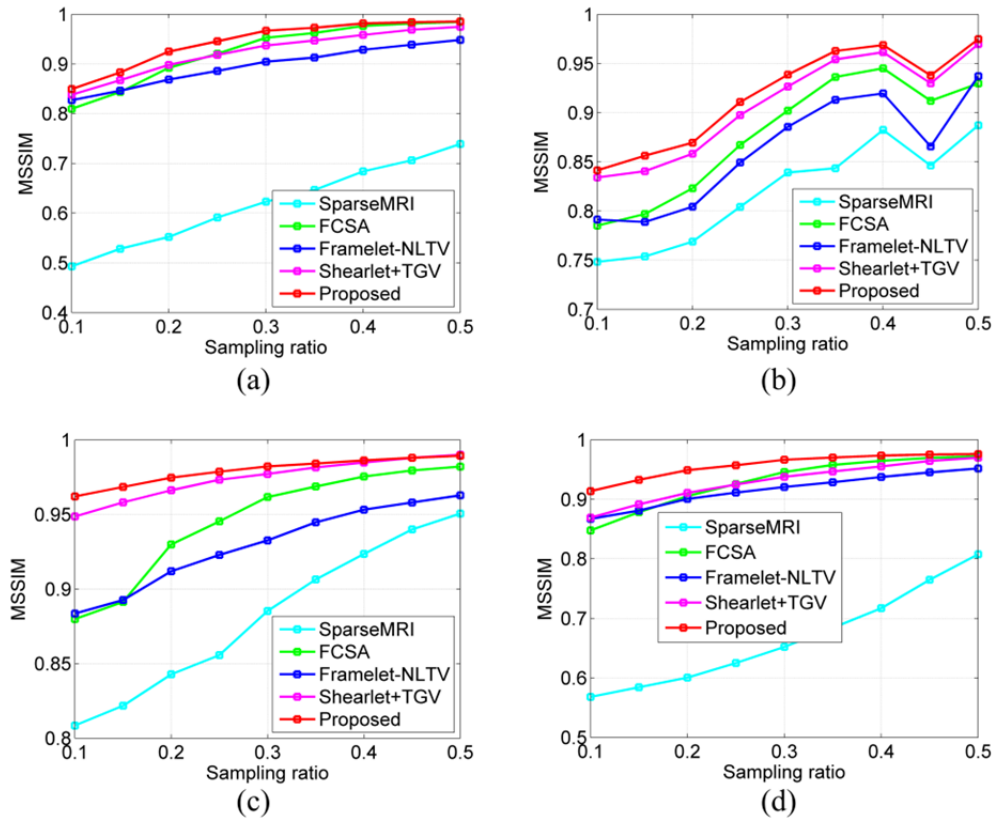 1
0.9
0.8
0.7
0.6
0.5
0.4
MSSIM
SparseMRI
FCSA
Framelet-NLTV
Shearlet+TGV
Proposed
0.1 0.2 0.3 0.4 0.5
Sampling ratio
(a)
1
0.95
0.9
0.85
0.8
0.75
0.7
MSSIM
SparseMRI
FCSA
Framelet-NLTV
Shearlet+TGV
Proposed
0.1 0.2 0.3 0.4 0.5
Sampling ratio
(b)
1
0.95
0.9
0.85
0.8
MSSIM
SparseMRI
FCSA
Framelet-NLTV
Shearlet+TGV
Proposed
0.1 0.2 0.3 0.4 0.5
Sampling ratio
(c)
1
0.9
0.8
0.7
0.6
0.5
MSSIM
SparseMRI
FCSA
Framelet-NLTV
Shearlet+TGV
Proposed
0.1 0.2 0.3 0.4 0.5
Sampling ratio
(d)